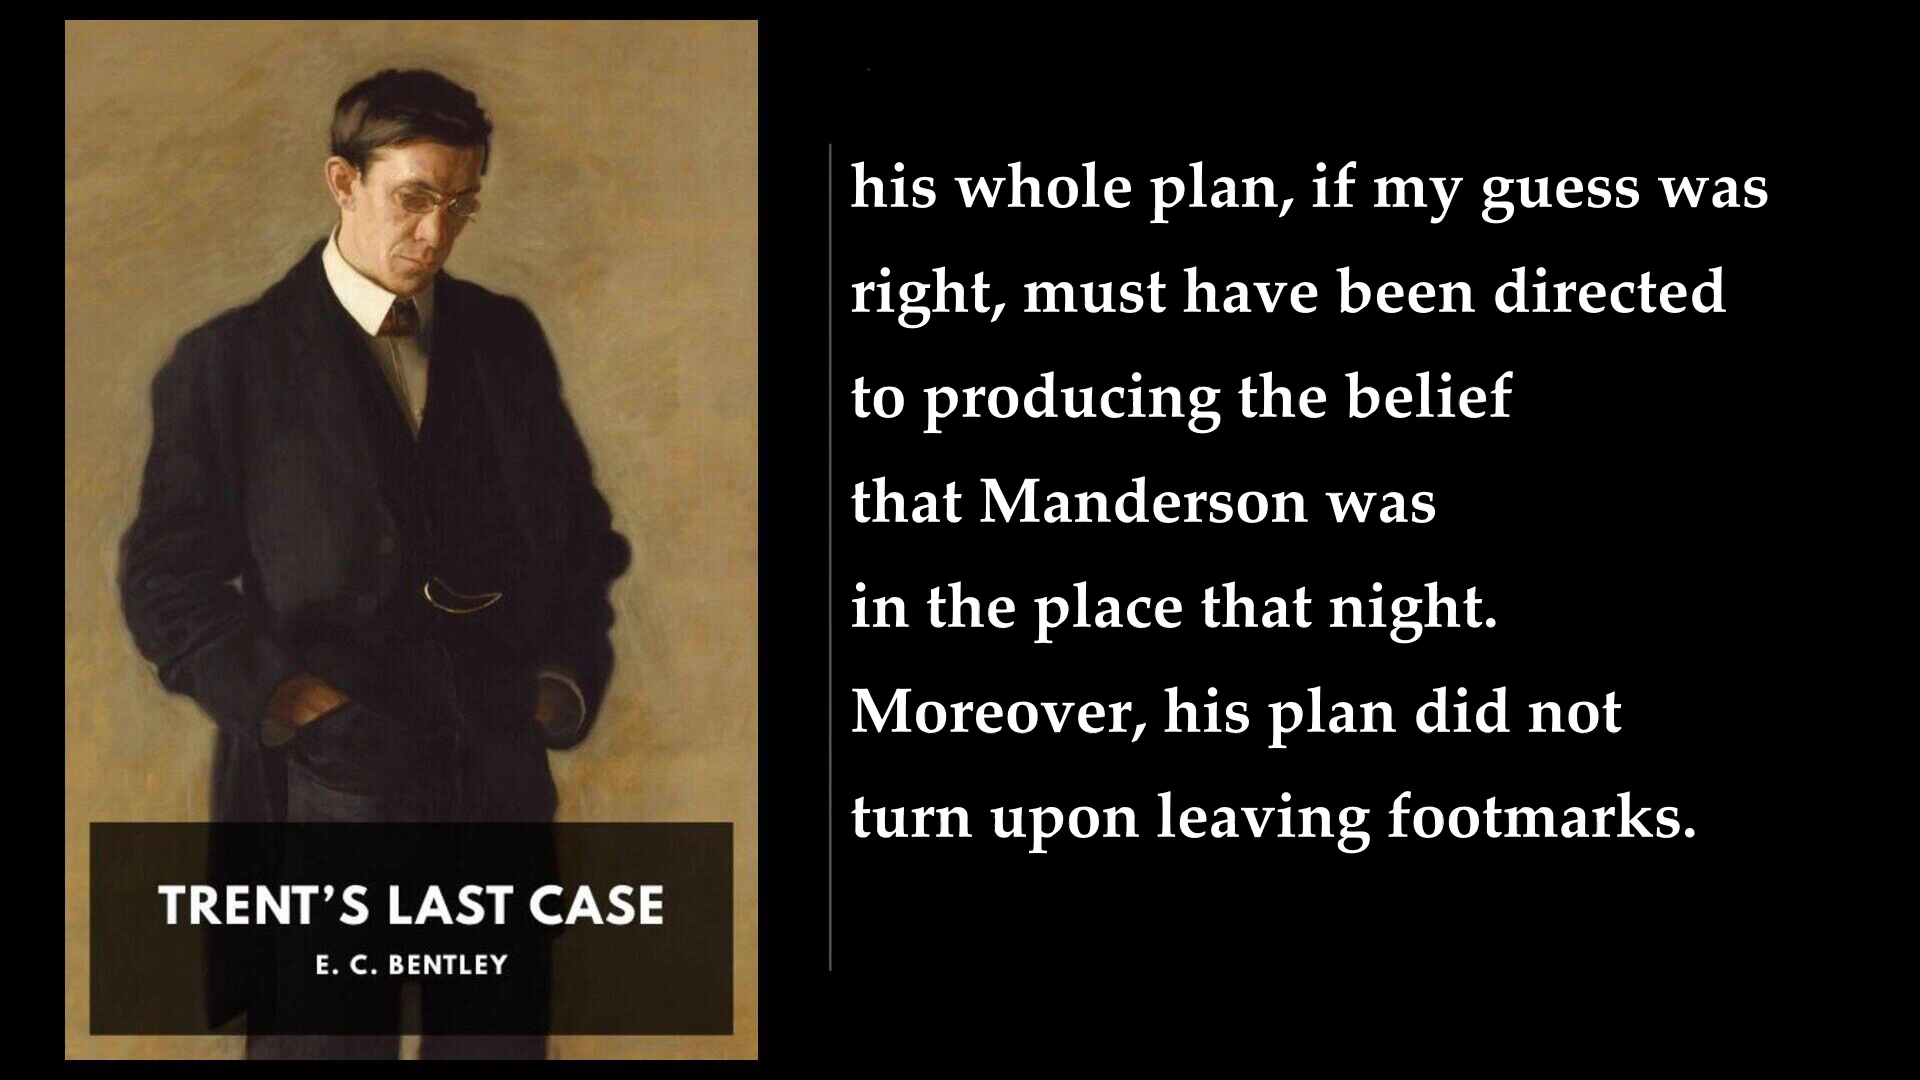 his whole plan, if my guess was
right, must have been directed
to producing the belief
that Manderson was
in the place that night.
Moreover, his plan did not
turn upon leaving footmarks.
TRENT’S LAST CASE
E. C. BENTLEY